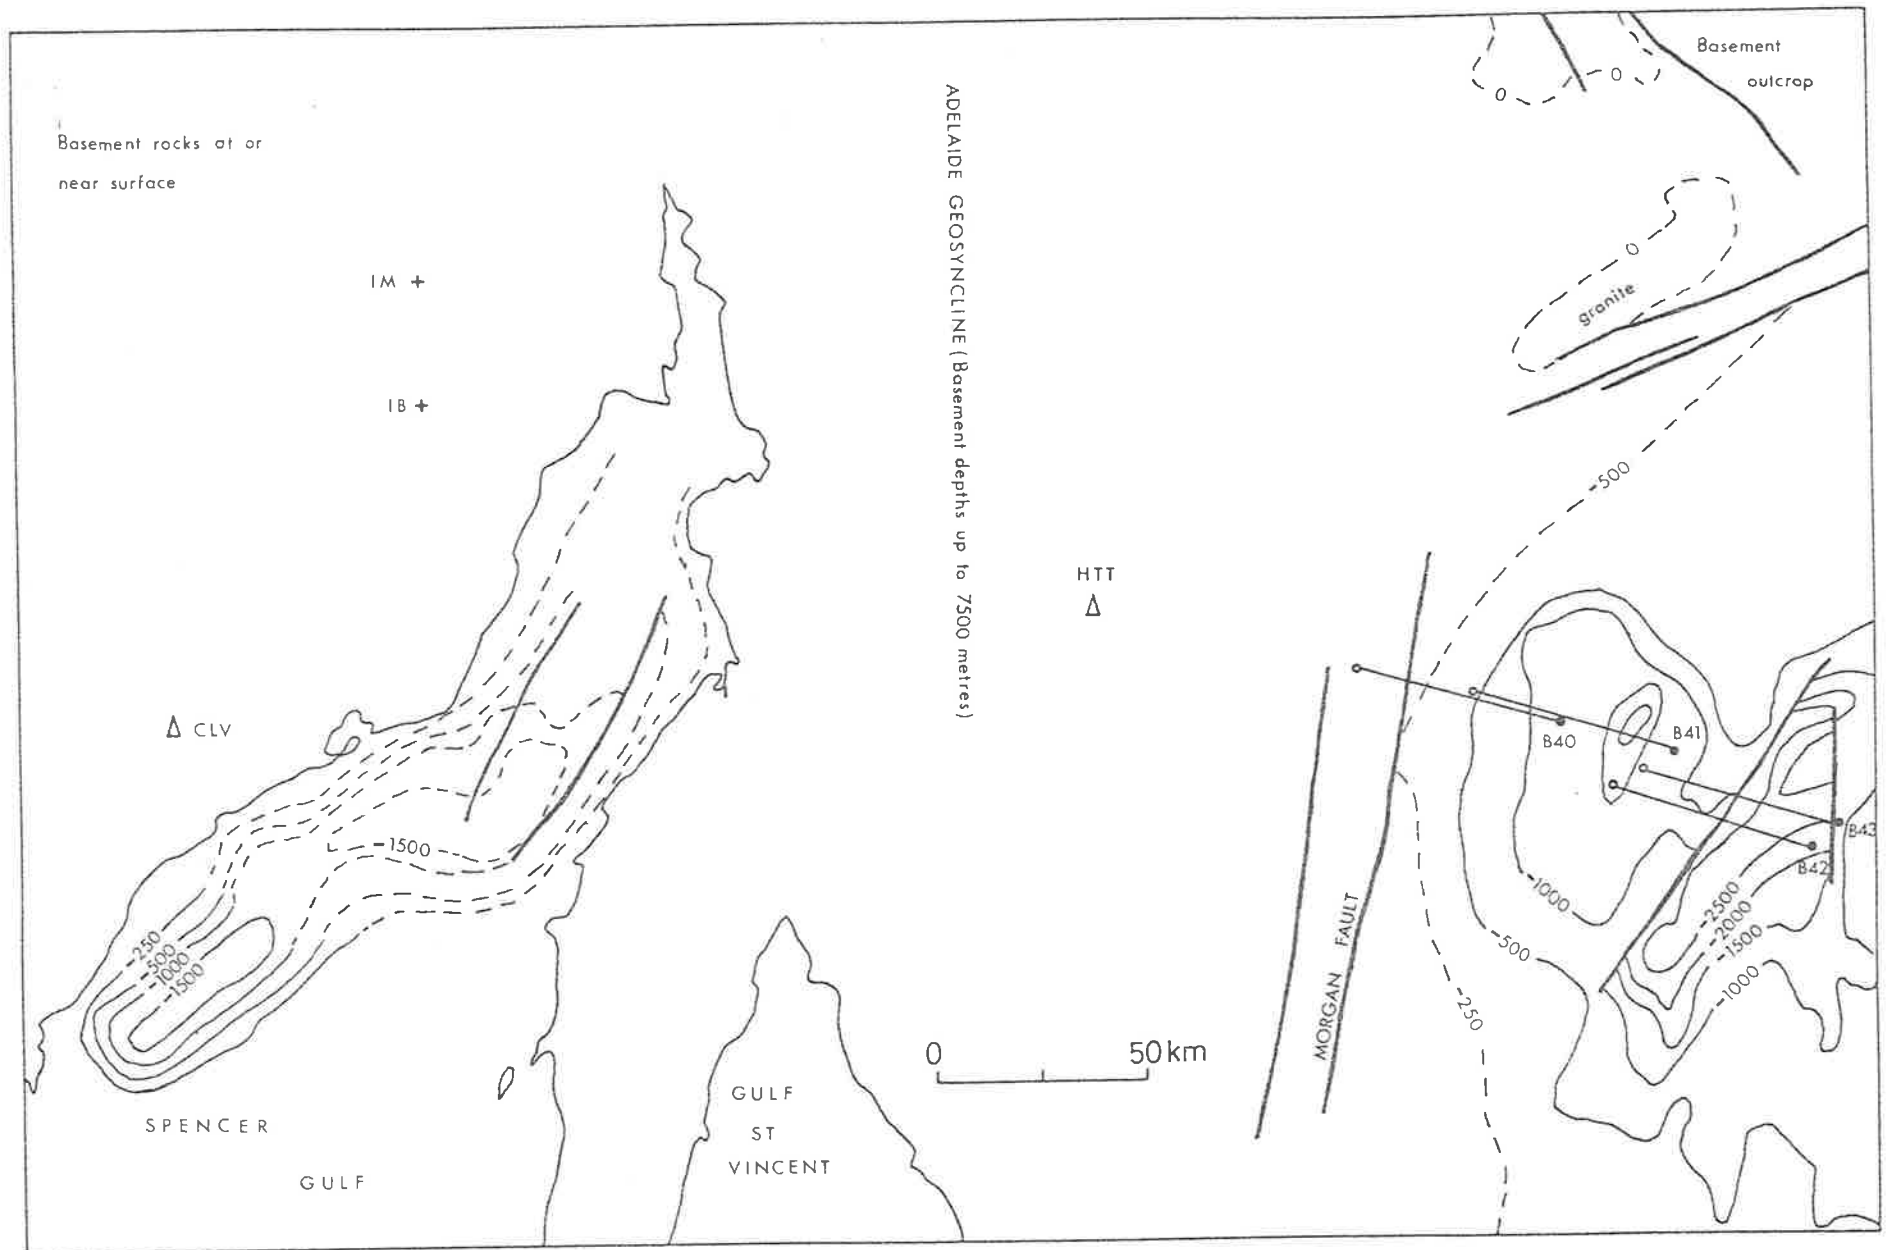 Basement
outcrop
0
0
Basement rocks at or
near surface
ADELAIDE GEOSYNCLINE (Basement depths up to 7500 metres)
IM +
IB +
0
granite
-500
HTT
CLV
B40
B41
B43
B42
-1500
-250
-500
-1000
-1500
-1000
-500
-2500
-2000
-1500
-1000
-250
MORGAN FAULT
0 50km
SPENCER
GULF
GULF
ST
VINCENT